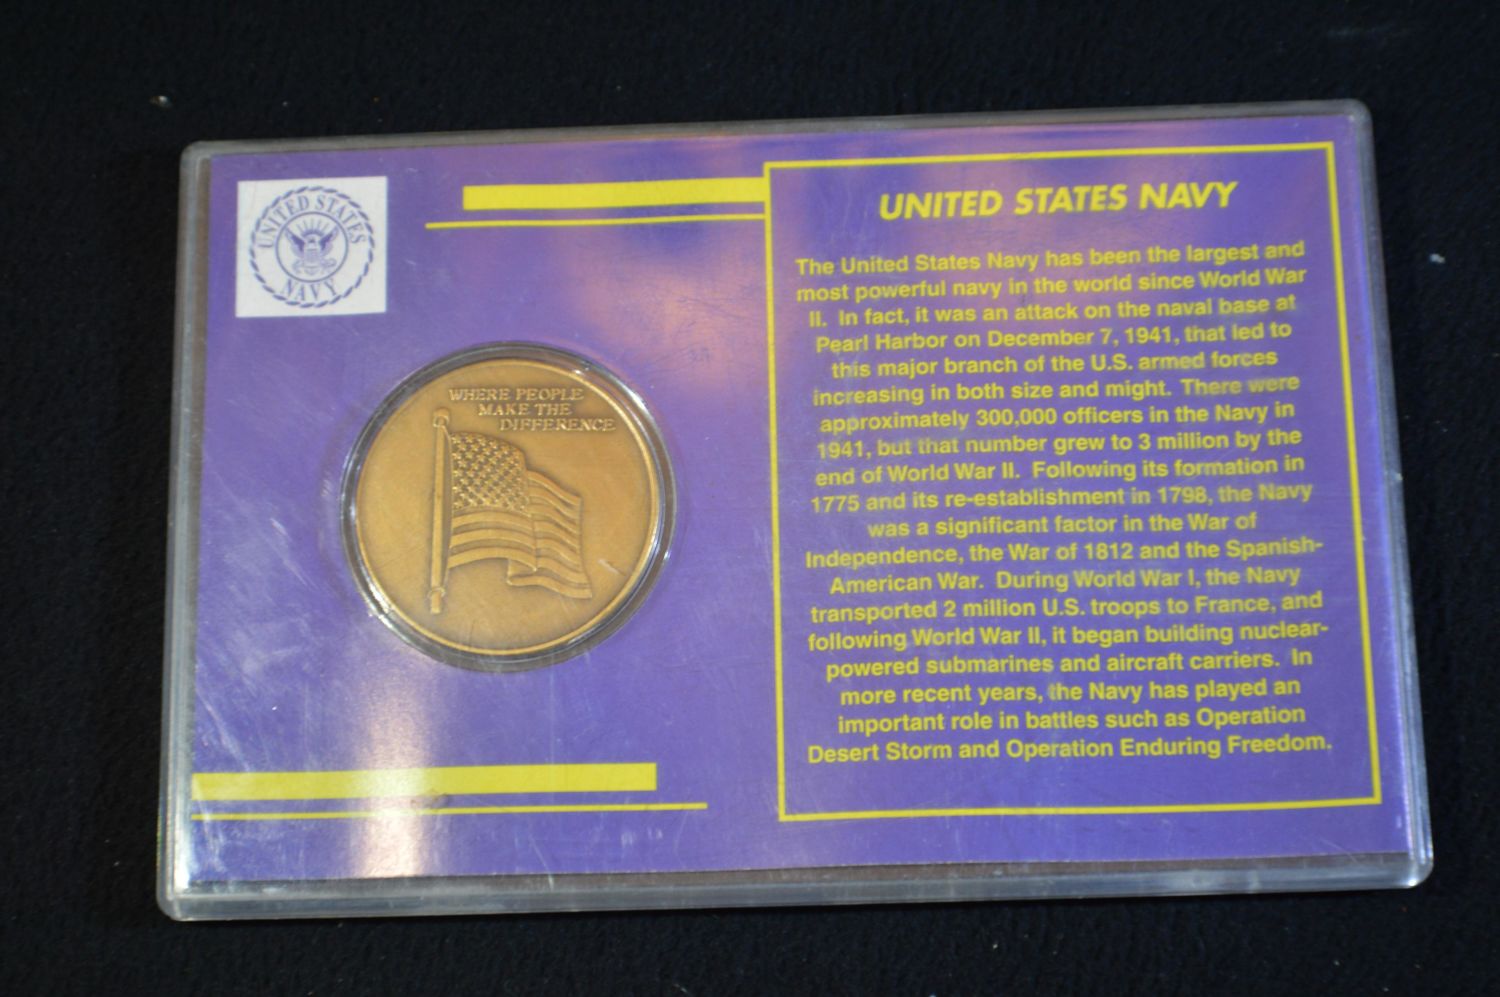 UNITED STATES
NAVY
WHERE PEOPLE
MAKE THE
DIFFERENCE
UNITED STATES NAVY
The United States Navy has been the largest and
most powerful navy in the world since World War
II. In fact, it was an attack on the naval base at
Pearl Harbor on December 7, 1941, that led to
this major branch of the U.S. armed forces
increasing in both size and might. There were
approximately 300,000 officers in the Navy in
1941, but that number grew to 3 million by the
end of World War II. Following its formation in
1775 and its re-establishment in 1798, the Navy
was a significant factor in the War of
Independence, the War of 1812 and the Spanish-
American War. During World War I, the Navy
transported 2 million U.S. troops to France, and
following World War II, it began building nuclear-
powered submarines and aircraft carriers. In
more recent years, the Navy has played an
important role in battles such as Operation
Desert Storm and Operation Enduring Freedom.